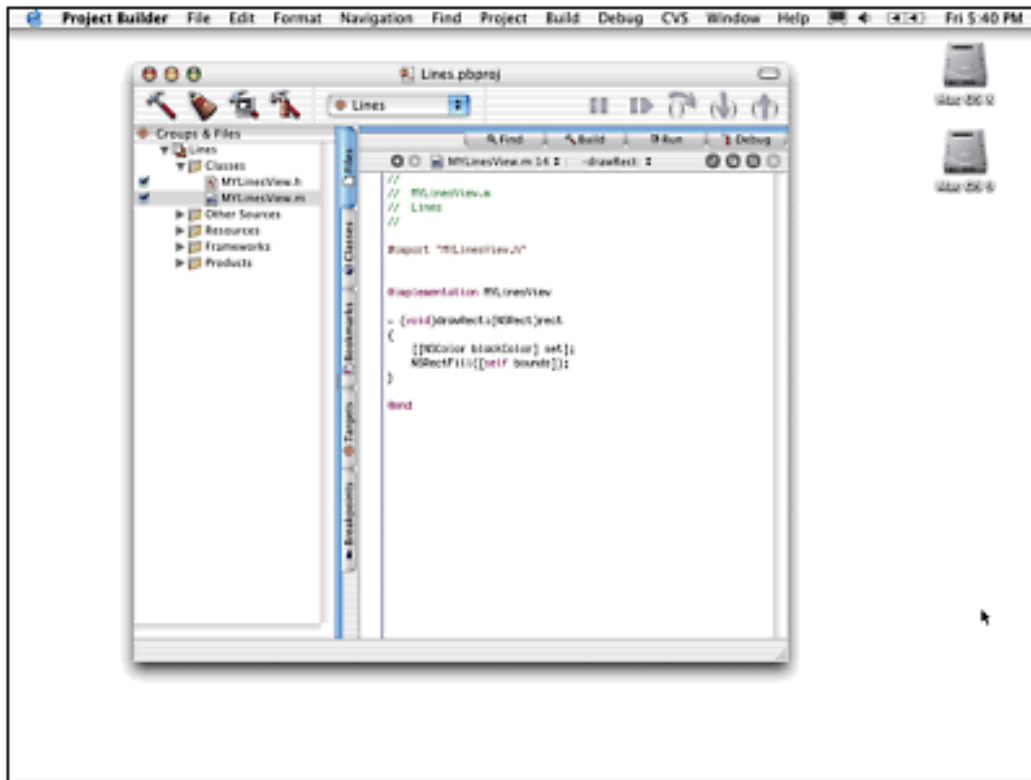 Project Builder File Edit Format Navigation Find Project Build Debug CVS Window Help Fri 5:40 PM
Lines.pbproj
Lines
Groups & Files
Lines
Classes
MYLinesView.h
MYLinesView.m
Other Sources
Resources
Frameworks
Products
Files
Classes
Bookmarks
Targets
Breakpoints
Find Build Run Debug
MYLinesView.m:14 -drawRect:
//
// MYLinesView.m
// Lines
//
#import "MYLinesView.h"
@implementation MYLinesView
- (void)drawRect:(NSRect)rect
{
[[NSColor blackColor] set];
NSRectFill([self bounds]);
}
@end
Mac OS X